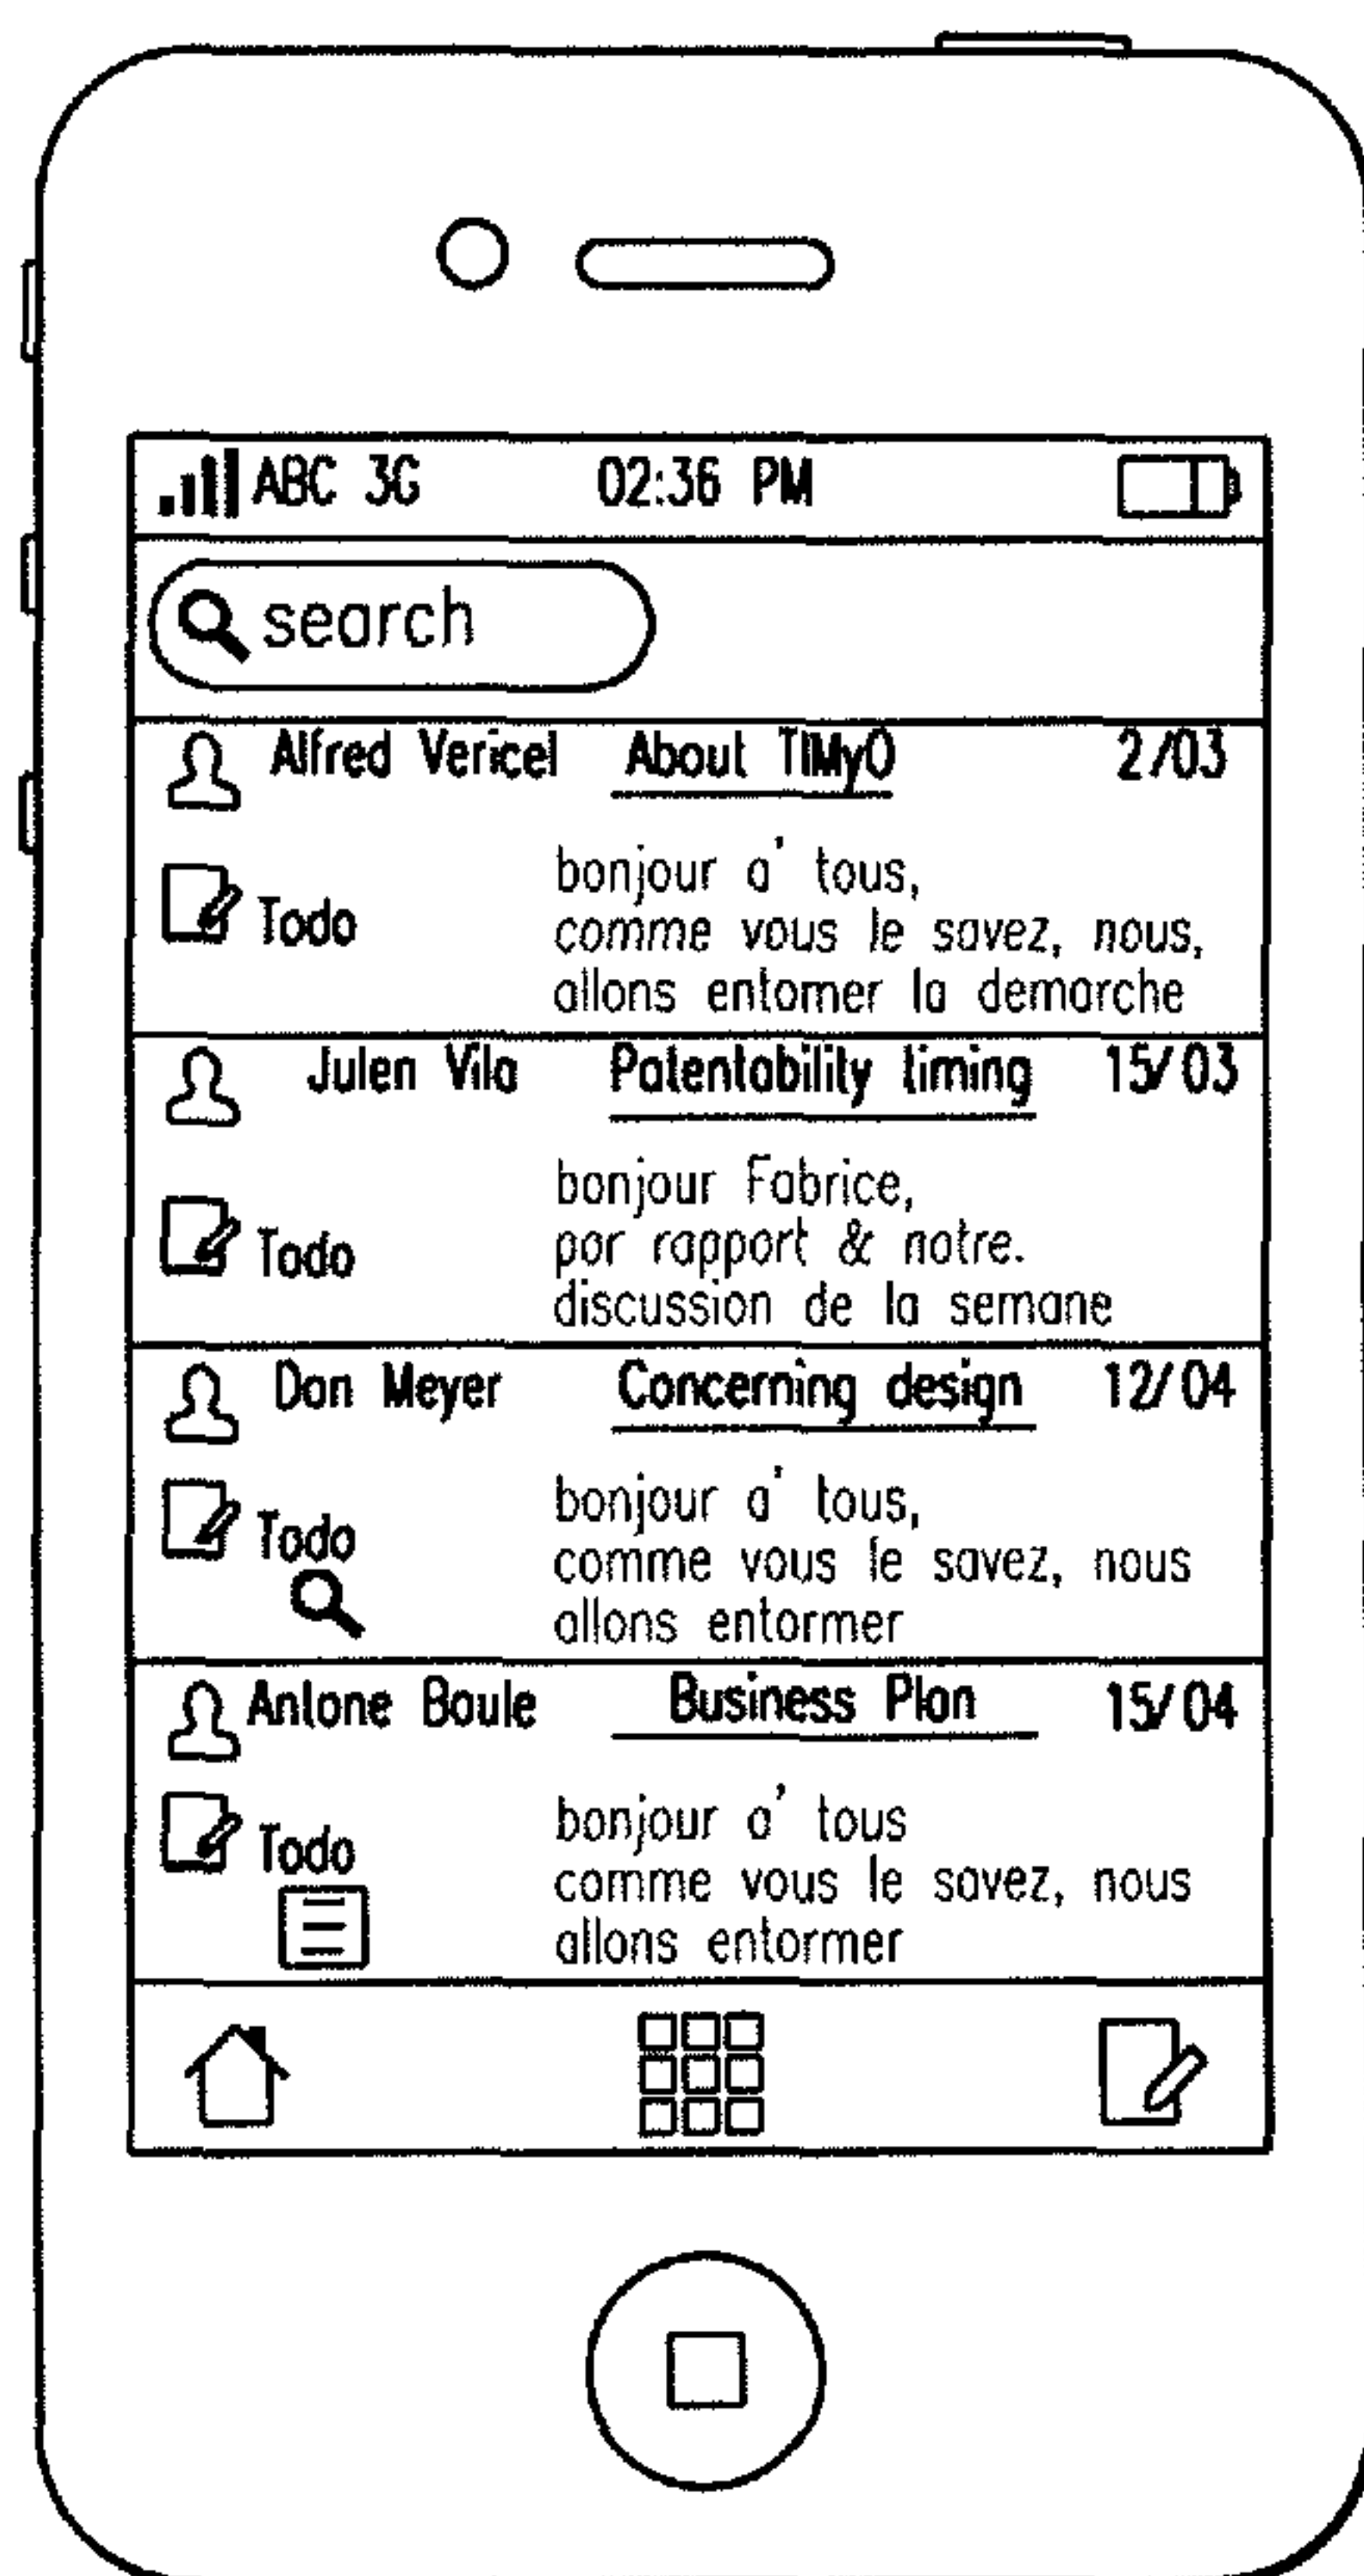 ABC 3G 02:36 PM
search
Alfred Vericel About TIMyO 2/03
Todo
bonjour a' tous,
comme vous le savez, nous,
allons entomer la demarche
Julen Vila Patentability timing 15/03
Todo
bonjour Fabrice,
par rapport & notre.
discussion de la semane
Dan Meyer Concerning design 12/04
Todo
bonjour a' tous,
comme vous le savez, nous
allons entormer
Antone Boule Business Plan 15/04
Todo
bonjour a' tous
comme vous le savez, nous
allons entormer